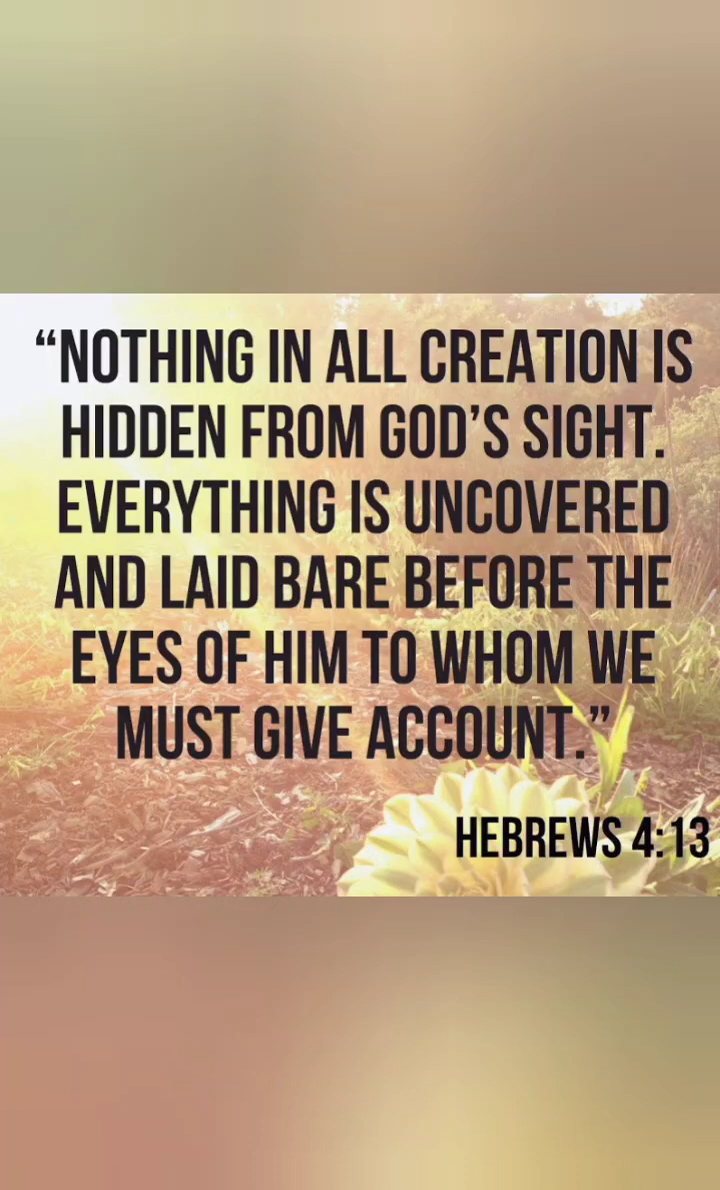 “NOTHING IN ALL CREATION IS
HIDDEN FROM GOD’S SIGHT.
EVERYTHING IS UNCOVERED
AND LAID BARE BEFORE THE
EYES OF HIM TO WHOM WE
MUST GIVE ACCOUNT.”
HEBREWS 4:13